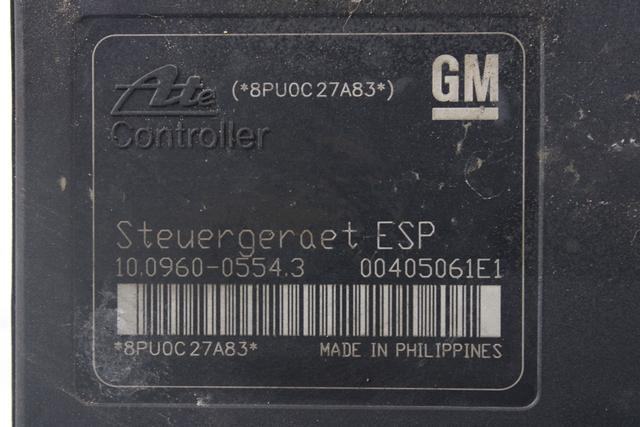 Ate (*8PU0C27A83*) GM
Controller
Steuergeraet ESP
10.0960-0554.3 00405061E1
*8PU0C27A83* MADE IN PHILIPPINES